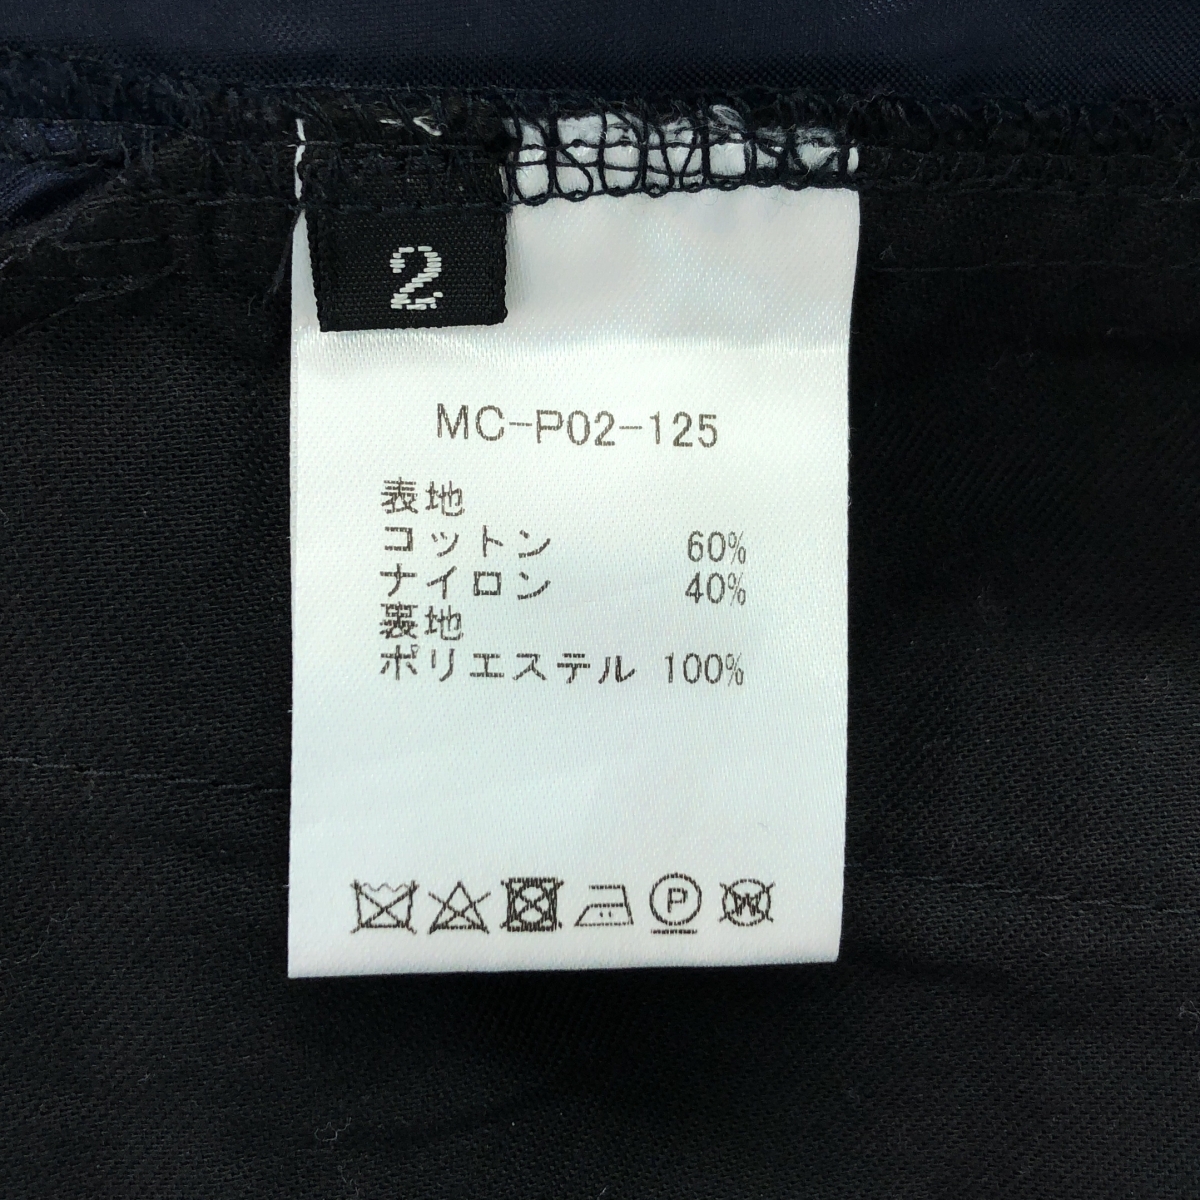 2
MC-P02-125
表地
コットン 60%
ナイロン 40%
裏地
ポリエステル 100%
P W